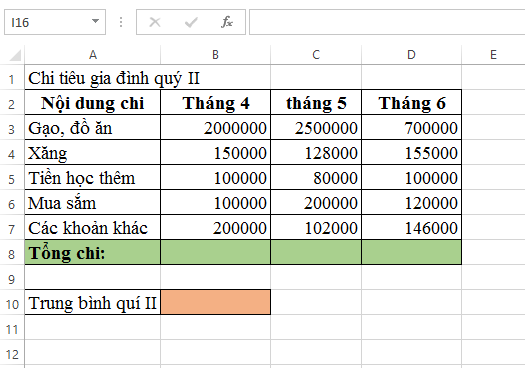 I16
fx
A B C D E
1 Chi tiêu gia đình quý II
2 Nội dung chi Tháng 4 tháng 5 Tháng 6
3 Gạo, đồ ăn 2000000 2500000 700000
4 Xăng 150000 128000 155000
5 Tiền học thêm 100000 80000 100000
6 Mua sắm 100000 200000 120000
7 Các khoản khác 200000 102000 146000
8 Tổng chi:
9
10 Trung bình quí II
11
12